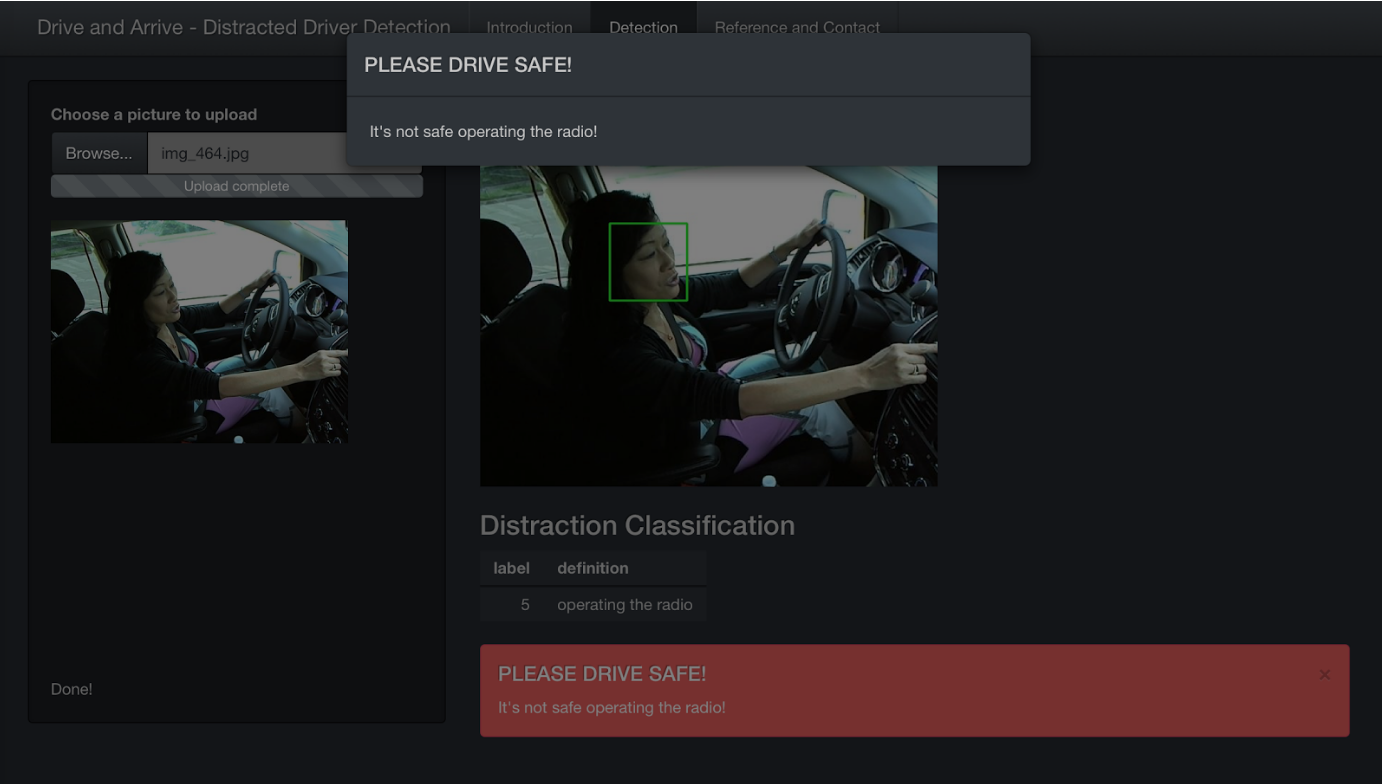 Drive and Arrive - Distracted Driver Detection
Introduction
Detection
Reference and Contact
PLEASE DRIVE SAFE!
It's not safe operating the radio!
Choose a picture to upload
Browse...
img_464.jpg
Upload complete
Done!
Distraction Classification
label definition
5 operating the radio
PLEASE DRIVE SAFE!
×
It's not safe operating the radio!